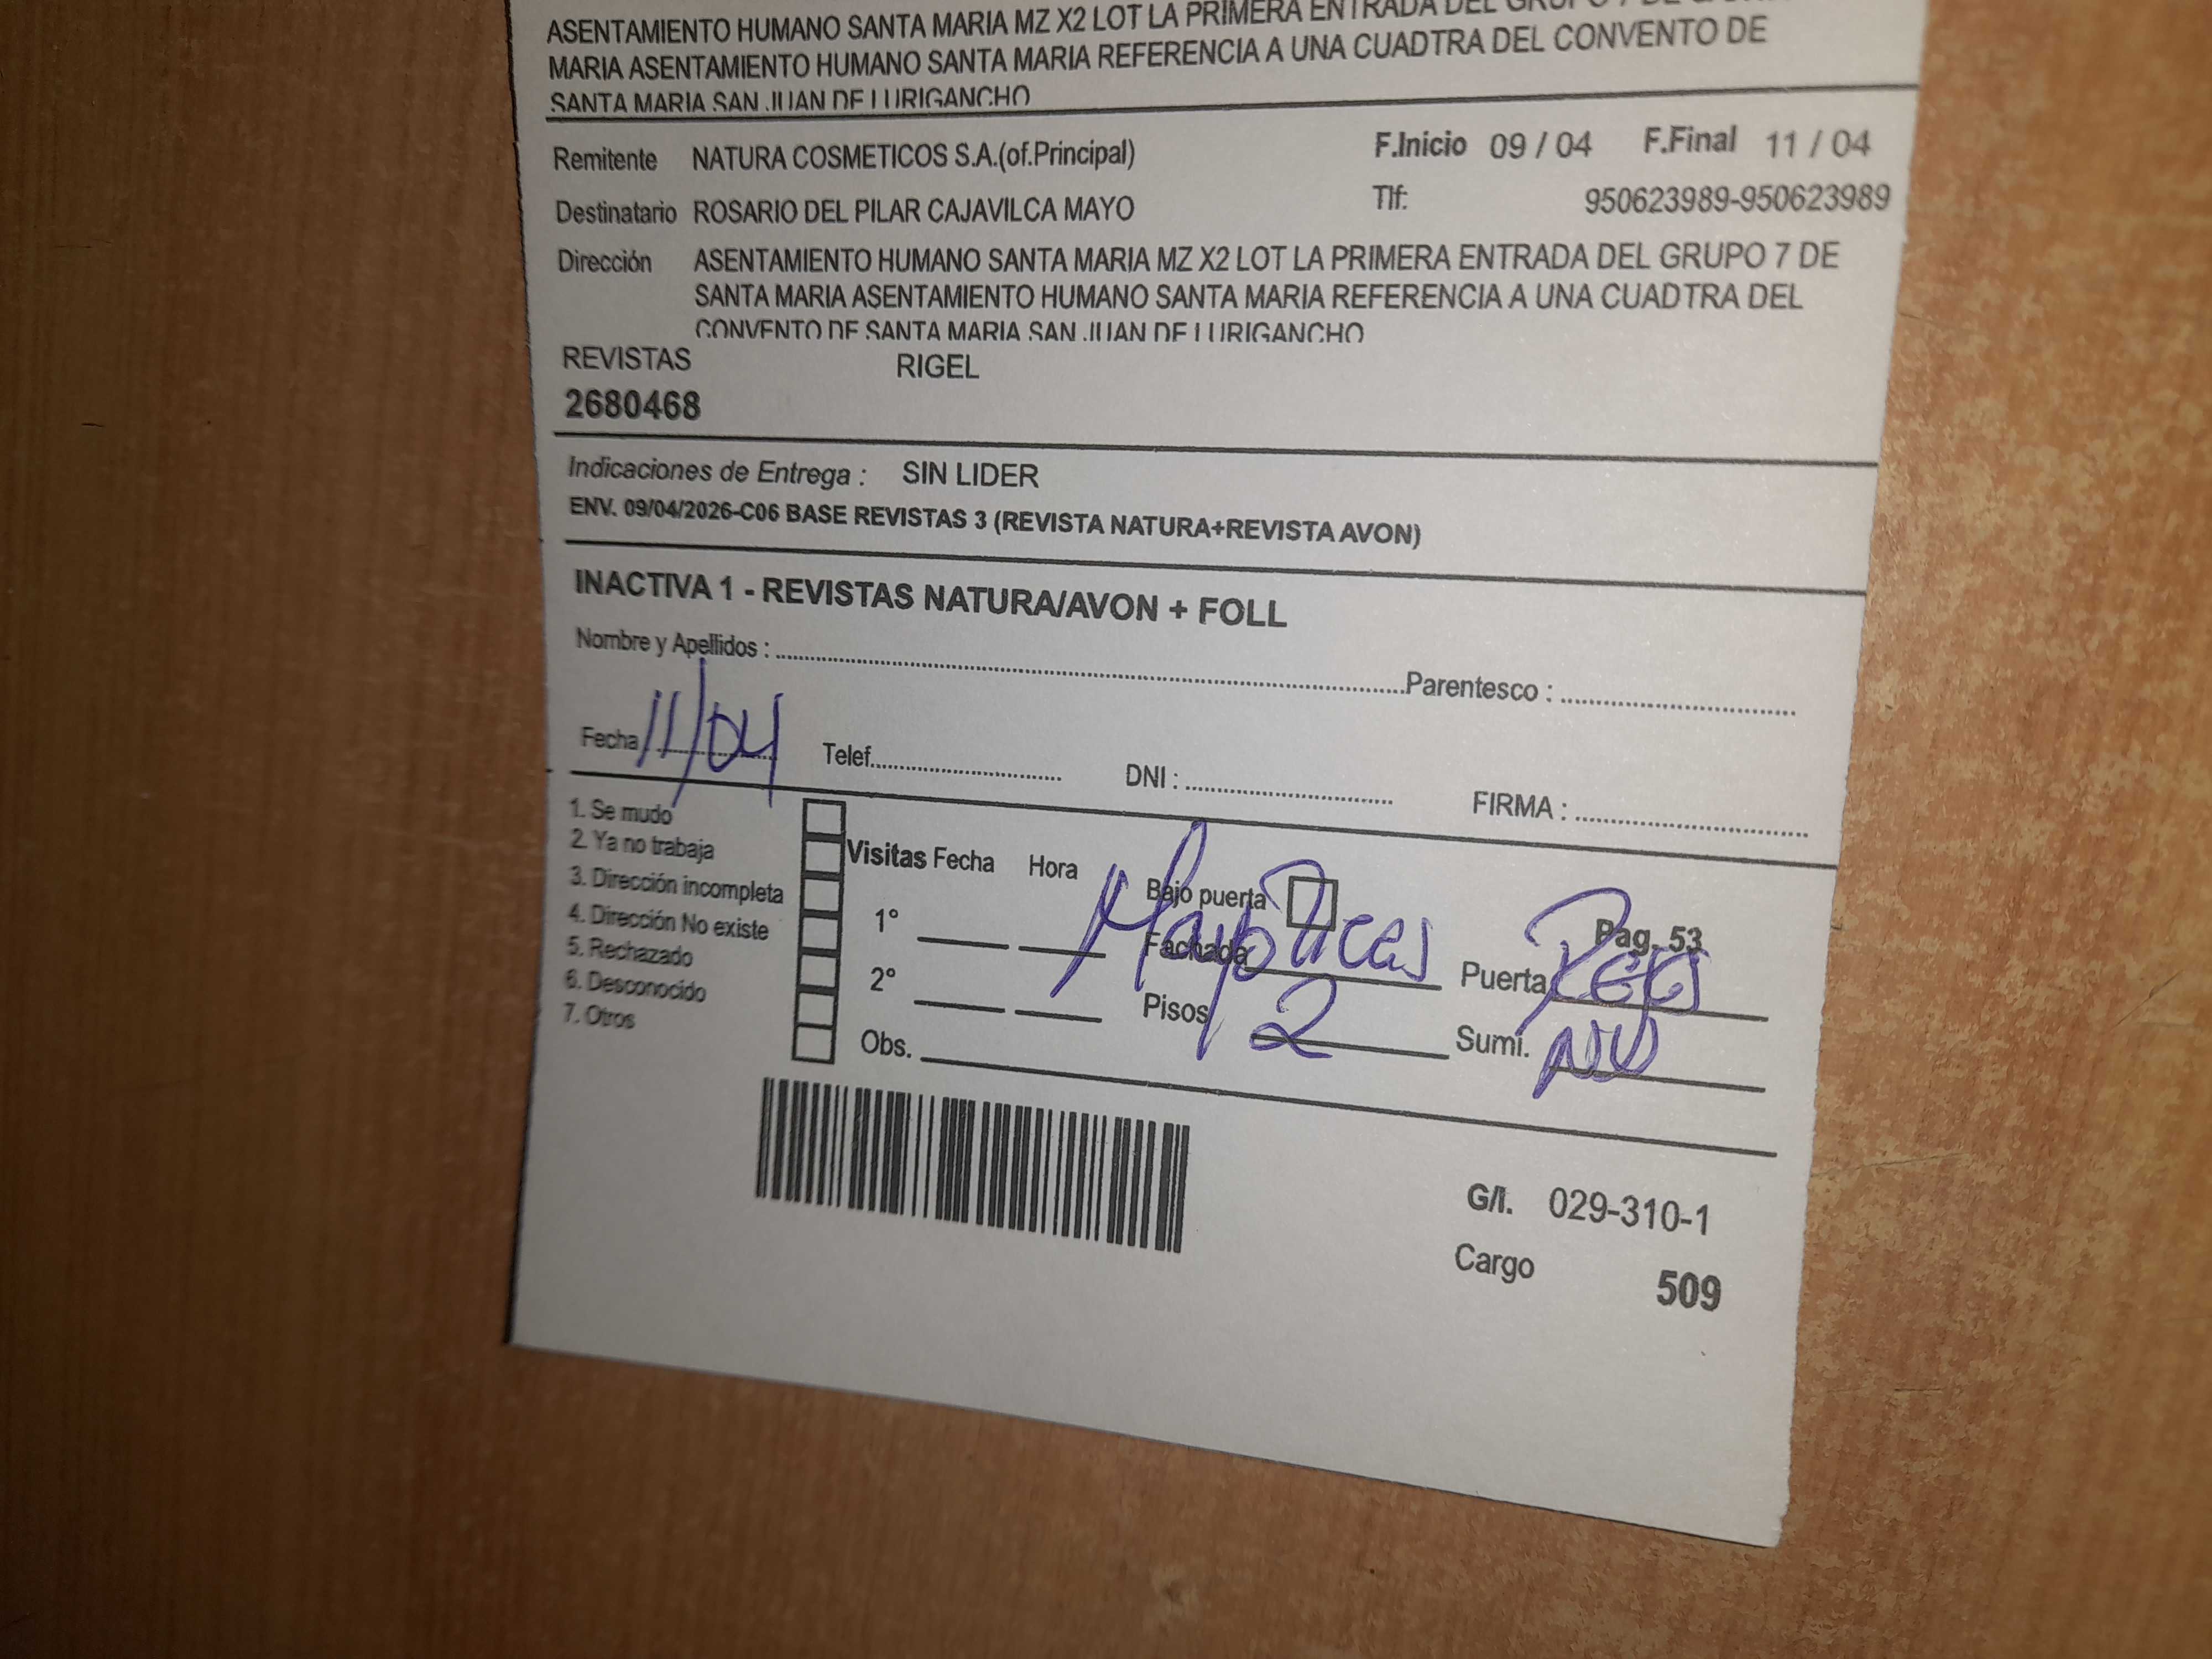 ASENTAMIENTO HUMANO SANTA MARIA MZ X2 LOT LA PRIMERA ENTRADA DEL GRUPO 7 DE
MARIA ASENTAMIENTO HUMANO SANTA MARIA REFERENCIA A UNA CUADTRA DEL CONVENTO DE
SANTA MARIA SAN JUAN DE LURIGANCHO
Remitente NATURA COSMETICOS S.A.(of.Principal) F.Inicio 09 / 04 F.Final 11 / 04
Destinatario ROSARIO DEL PILAR CAJAVILCA MAYO Tlf: 950623989-950623989
Dirección ASENTAMIENTO HUMANO SANTA MARIA MZ X2 LOT LA PRIMERA ENTRADA DEL GRUPO 7 DE
SANTA MARIA ASENTAMIENTO HUMANO SANTA MARIA REFERENCIA A UNA CUADTRA DEL
CONVENTO DE SANTA MARIA SAN JUAN DE LURIGANCHO
REVISTAS RIGEL
2680468
Indicaciones de Entrega : SIN LIDER
ENV. 09/04/2026-C06 BASE REVISTAS 3 (REVISTA NATURA+REVISTA AVON)
INACTIVA 1 - REVISTAS NATURA/AVON + FOLL
Nombre y Apellidos : Parentesco :
Fecha 11/04 Telef. DNI : FIRMA :
1. Se mudo
2. Ya no trabaja
3. Dirección incompleta
4. Dirección No existe
5. Rechazado
6. Desconocido
7. Otros
Visitas Fecha Hora
1°
2°
Obs.
Bajo puerta
Pag. 53
Fachada Puerta
Pisos 2 Sumi.
G/I. 029-310-1
Cargo 509